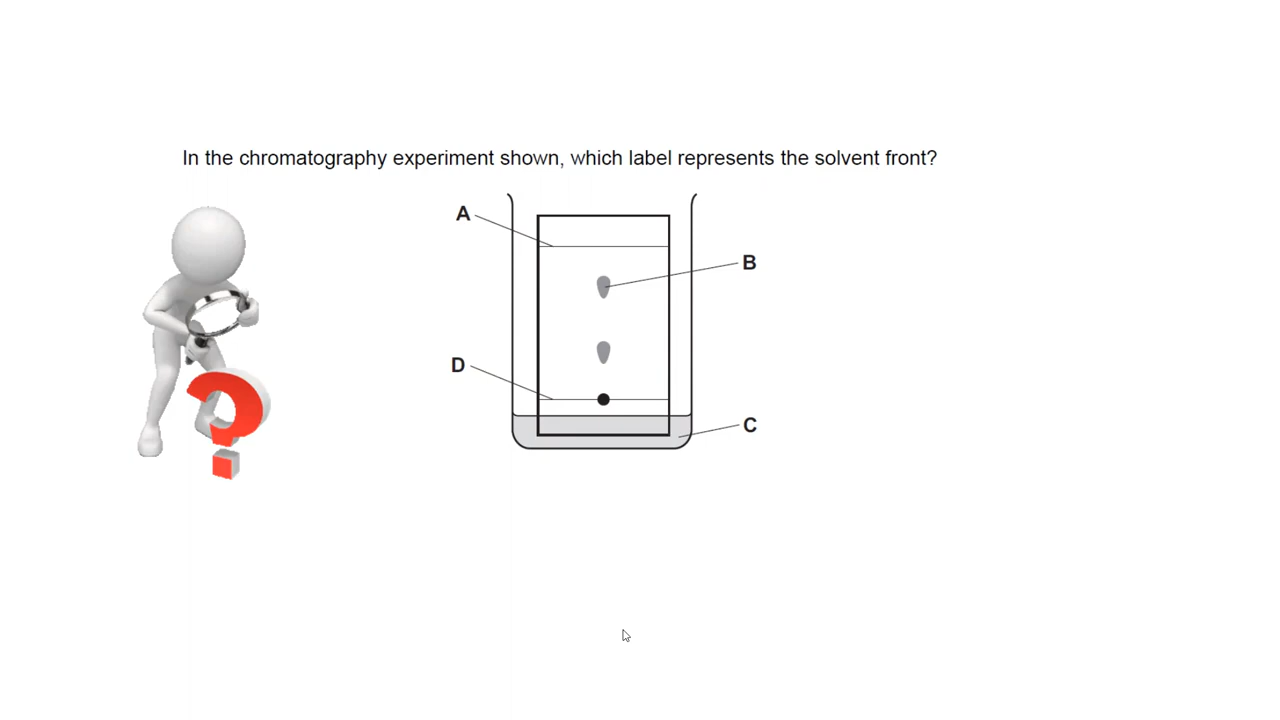 In the chromatography experiment shown, which label represents the solvent front?
A
B
D
C